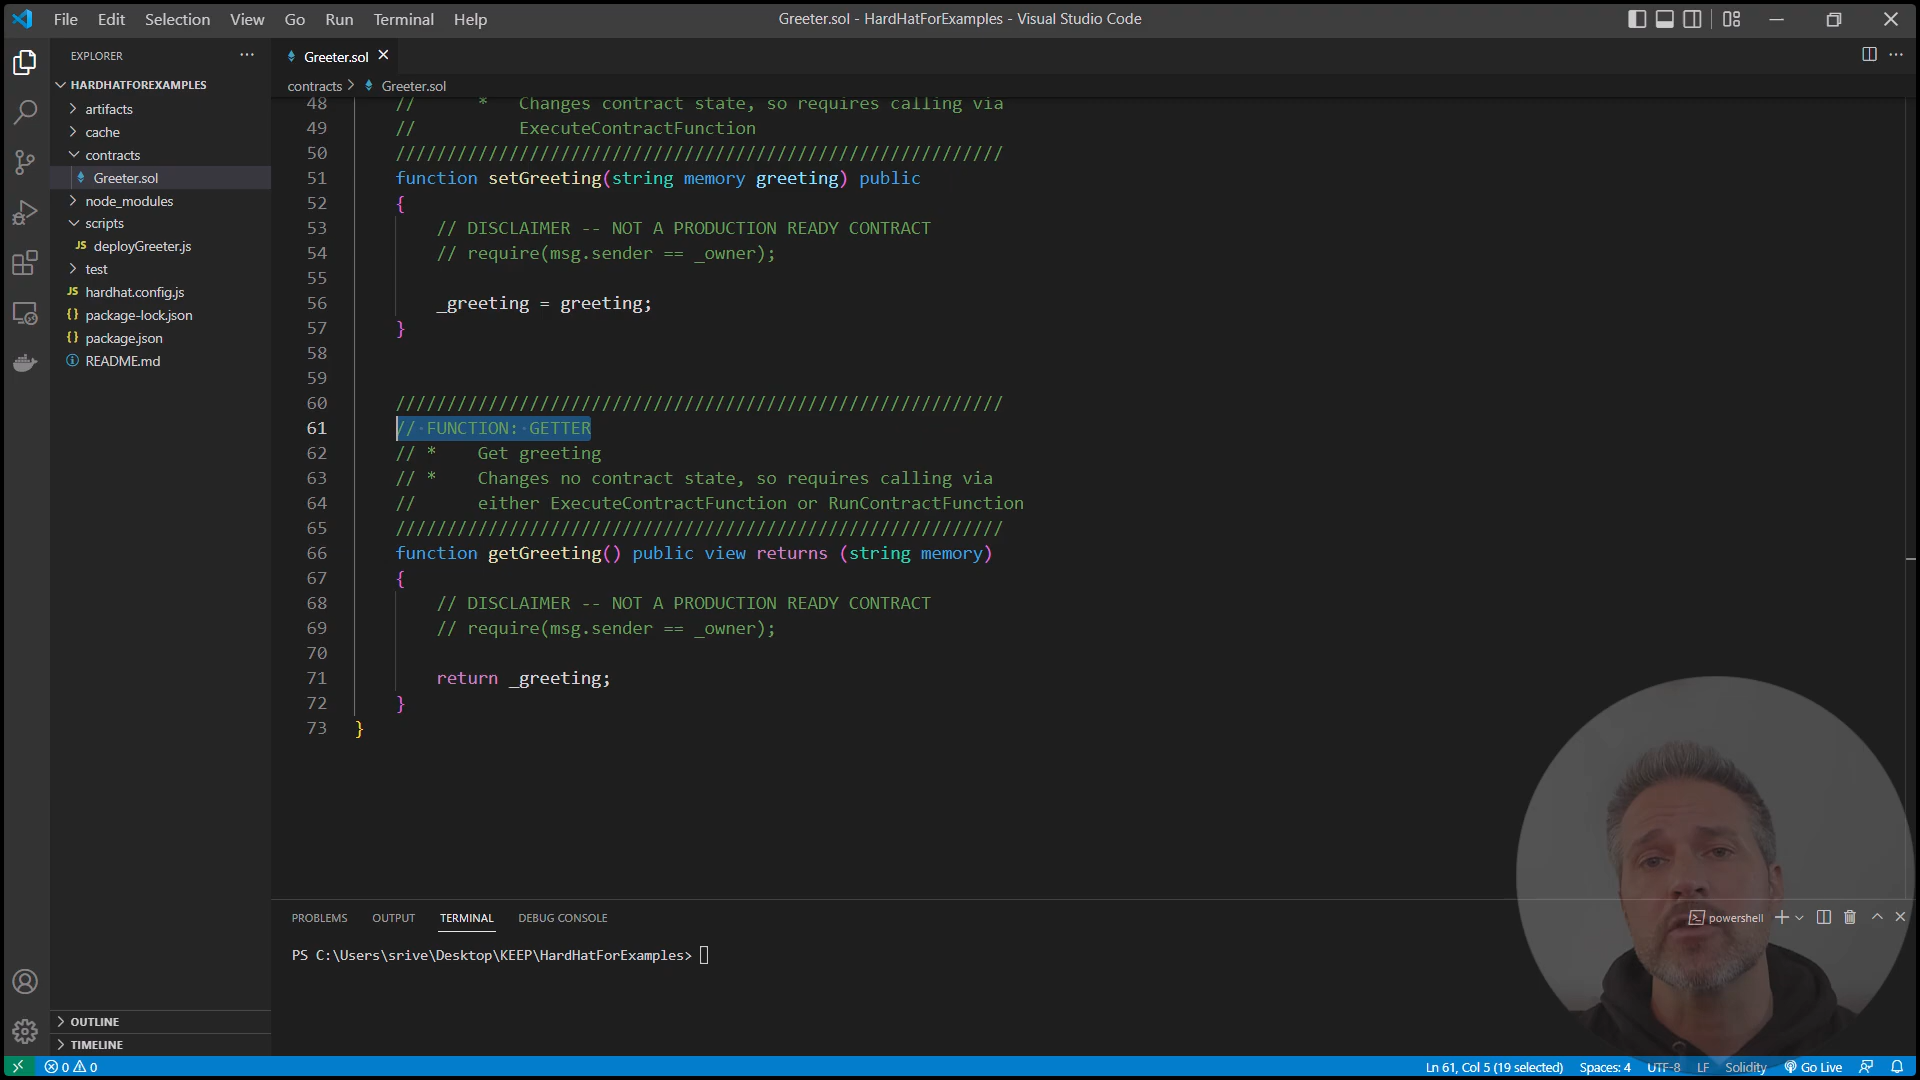 File Edit Selection View Go Run Terminal Help Greeter.sol - HardHatForExamples - Visual Studio Code
EXPLORER
HARDHATFOREXAMPLES
artifacts
cache
contracts
Greeter.sol
node_modules
scripts
JS deployGreeter.js
test
JS hardhat.config.js
{} package-lock.json
{} package.json
README.md
OUTLINE
TIMELINE
Greeter.sol
contracts > Greeter.sol
48 // * Changes contract state, so requires calling via
49 // ExecuteContractFunction
50 ///////////////////////////////////////////////////////////
51 function setGreeting(string memory greeting) public
52 {
53 // DISCLAIMER -- NOT A PRODUCTION READY CONTRACT
54 // require(msg.sender == _owner);
55
56 _greeting = greeting;
57 }
58
59
60 ///////////////////////////////////////////////////////////
61 // FUNCTION: GETTER
62 // * Get greeting
63 // * Changes no contract state, so requires calling via
64 // either ExecuteContractFunction or RunContractFunction
65 ///////////////////////////////////////////////////////////
66 function getGreeting() public view returns (string memory)
67 {
68 // DISCLAIMER -- NOT A PRODUCTION READY CONTRACT
69 // require(msg.sender == _owner);
70
71 return _greeting;
72 }
73 }
PROBLEMS OUTPUT TERMINAL DEBUG CONSOLE powershell
PS C:\Users\srive\Desktop\KEEP\HardHatForExamples>
0 0 Ln 61, Col 5 (19 selected) Spaces: 4 UTF-8 LF Solidity Go Live